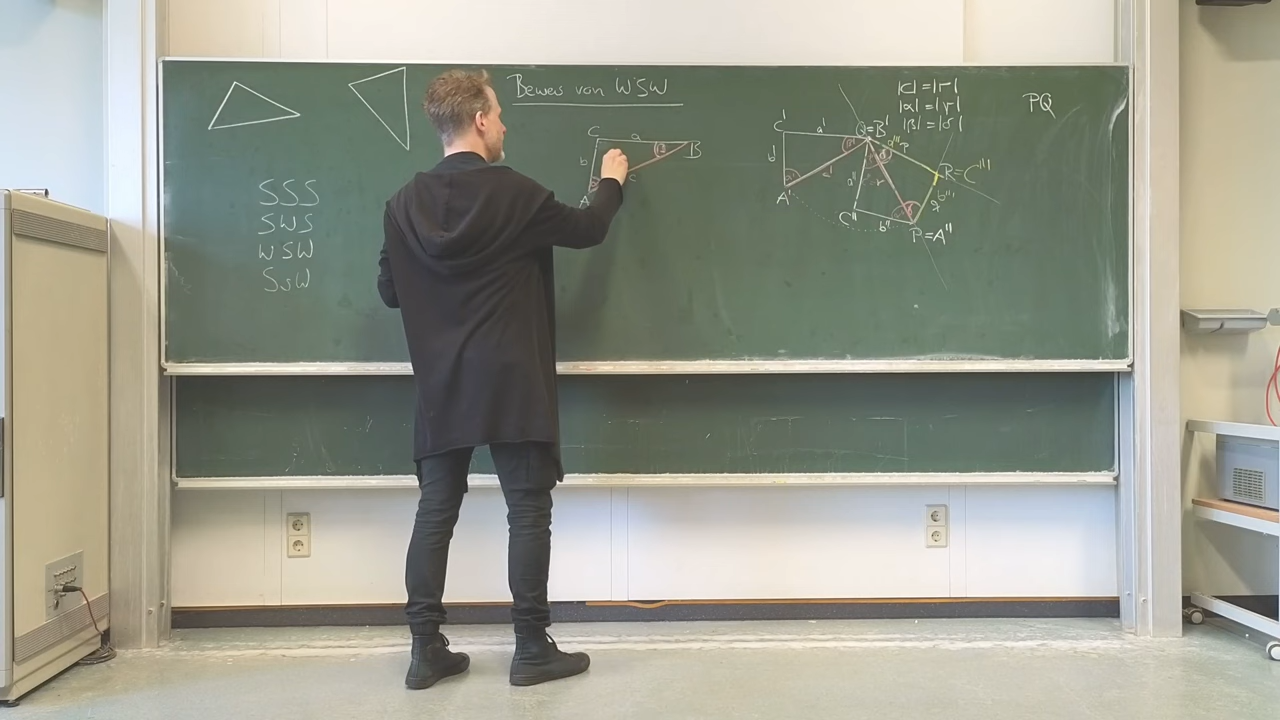 Beweis von WSW
SSS
SWS
WSW
SsW
C
a
b
β
B
c
A
C'
a'
Q=B'
b'
β'
c'
A'
a''
r
C''
b''
P=A''
a'''
p
R=C'''
b'''
q
|c|=|r|
|α|=|γ|
|β|=|δ|
PQ